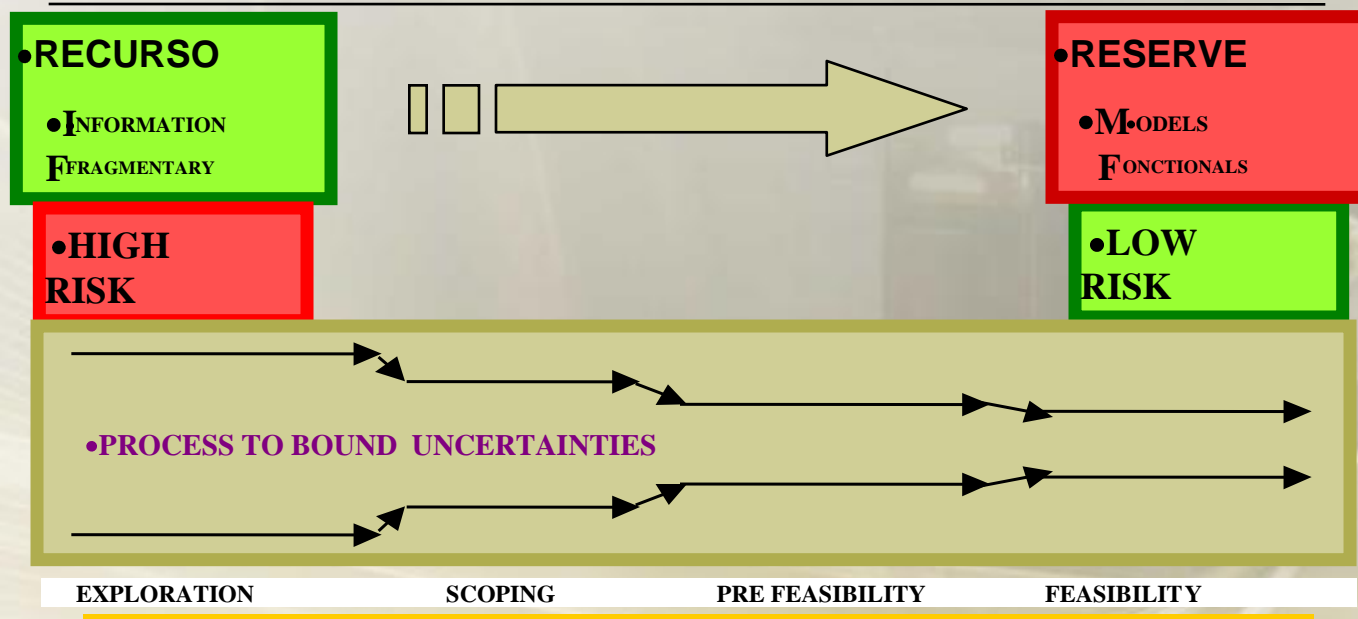 •RECURSO
•INFORMATION
FFRAGMENTARY
•HIGH
RISK
•RESERVE
•M•ODELS
FONCTIONALS
•LOW
RISK
•PROCESS TO BOUND UNCERTAINTIES
EXPLORATION SCOPING PRE FEASIBILITY FEASIBILITY